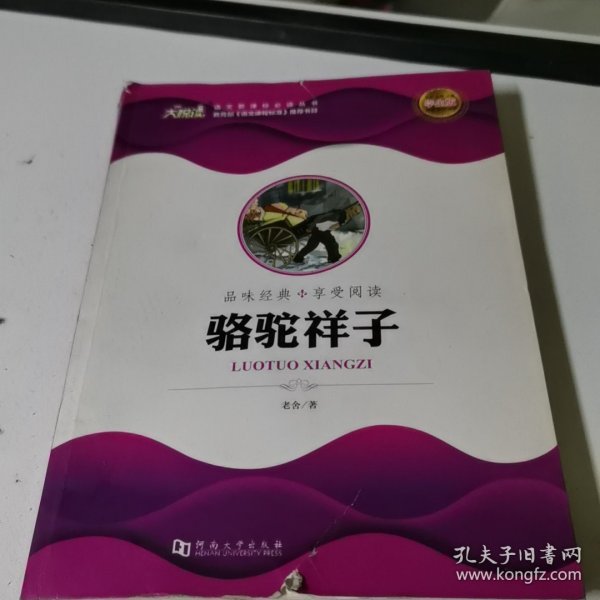 大悦读
语文新课标必读丛书
教育部《语文课程标准》推荐书目
学生版
品味经典 享受阅读
骆驼祥子
LUOTUO XIANGZI
老舍/著
河南大学出版社
HENAN UNIVERSITY PRESS
孔夫子旧书网
www.kongfz.com